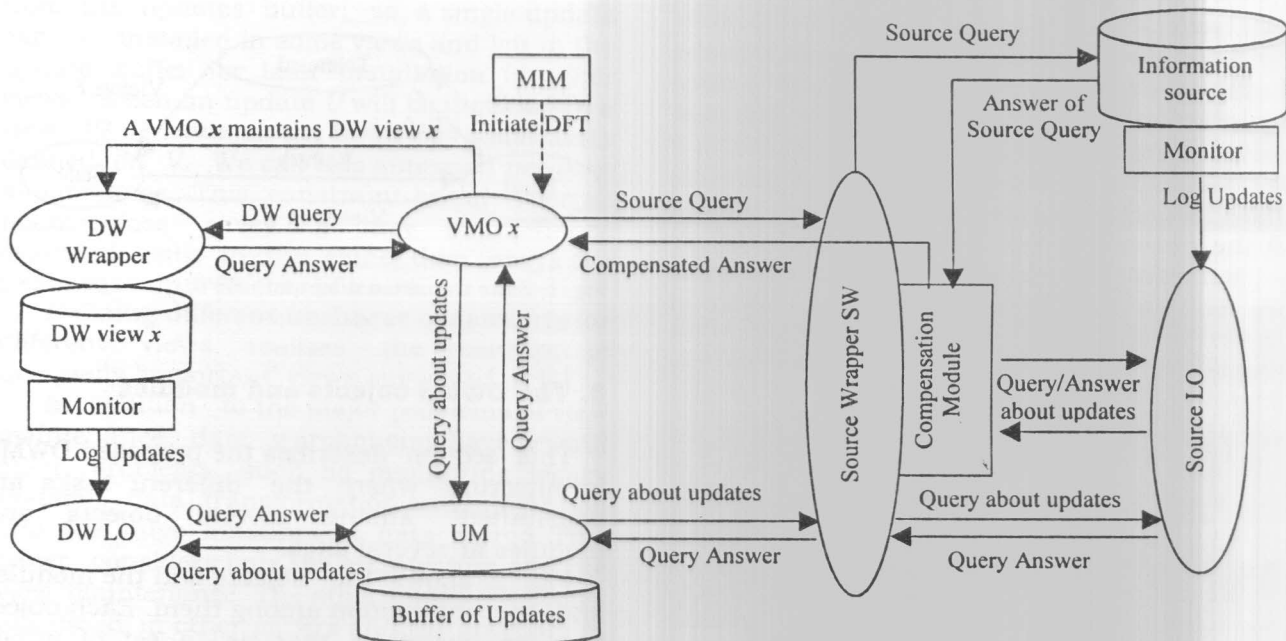 Source Query
Information
source
MIM
Answer of
Source Query
Initiate DFT
A VMO x maintains DW view x
Monitor
Log Updates
DW query
VMO x
Source Query
DW
Wrapper
Query Answer
Compensated Answer
DW view x
Query about updates
Query Answer
Source Wrapper SW
Compensation
Module
Query/Answer
about updates
Source LO
Monitor
Log Updates
Query about updates
Query about updates
DW LO
Query Answer
UM
Query Answer
Query Answer
Query about updates
Buffer of Updates